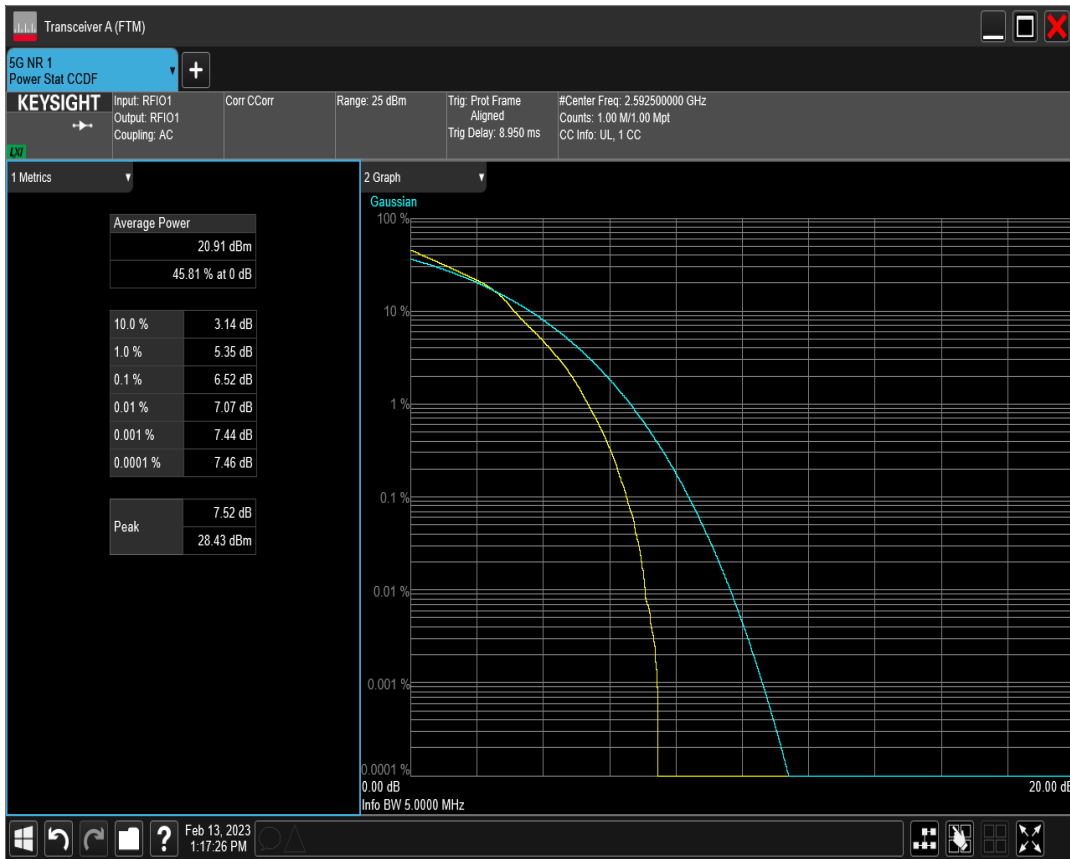 Transceiver A (FTM)
5G NR 1
Power Stat CCDF
+
KEYSIGHT
LXI
Input: RFIO1
Output: RFIO1
Coupling: AC
Corr CCorr
Range: 25 dBm
Trig: Prot Frame
Aligned
Trig Delay: 8.950 ms
#Center Freq: 2.592500000 GHz
Counts: 1.00 M/1.00 Mpt
CC Info: UL, 1 CC
1 Metrics
Average Power
20.91 dBm
45.81 % at 0 dB
10.0 % 3.14 dB
1.0 % 5.35 dB
0.1 % 6.52 dB
0.01 % 7.07 dB
0.001 % 7.44 dB
0.0001 % 7.46 dB
Peak
7.52 dB
28.43 dBm
2 Graph
Gaussian
100 %
10 %
1 %
0.1 %
0.01 %
0.001 %
0.0001 %
0.00 dB 20.00 dB
Info BW 5.0000 MHz
?
Feb 13, 2023
1:17:26 PM